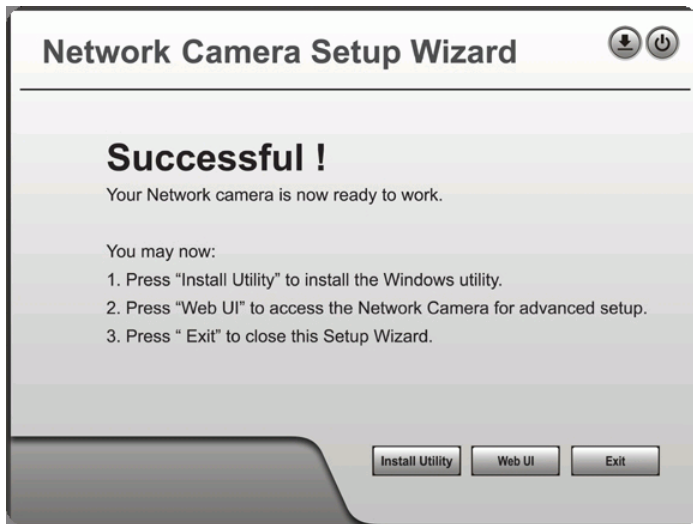 Network Camera Setup Wizard
Successful !
Your Network camera is now ready to work.
You may now:
1. Press “Install Utility” to install the Windows utility.
2. Press “Web UI” to access the Network Camera for advanced setup.
3. Press “ Exit” to close this Setup Wizard.
Install Utility Web UI Exit